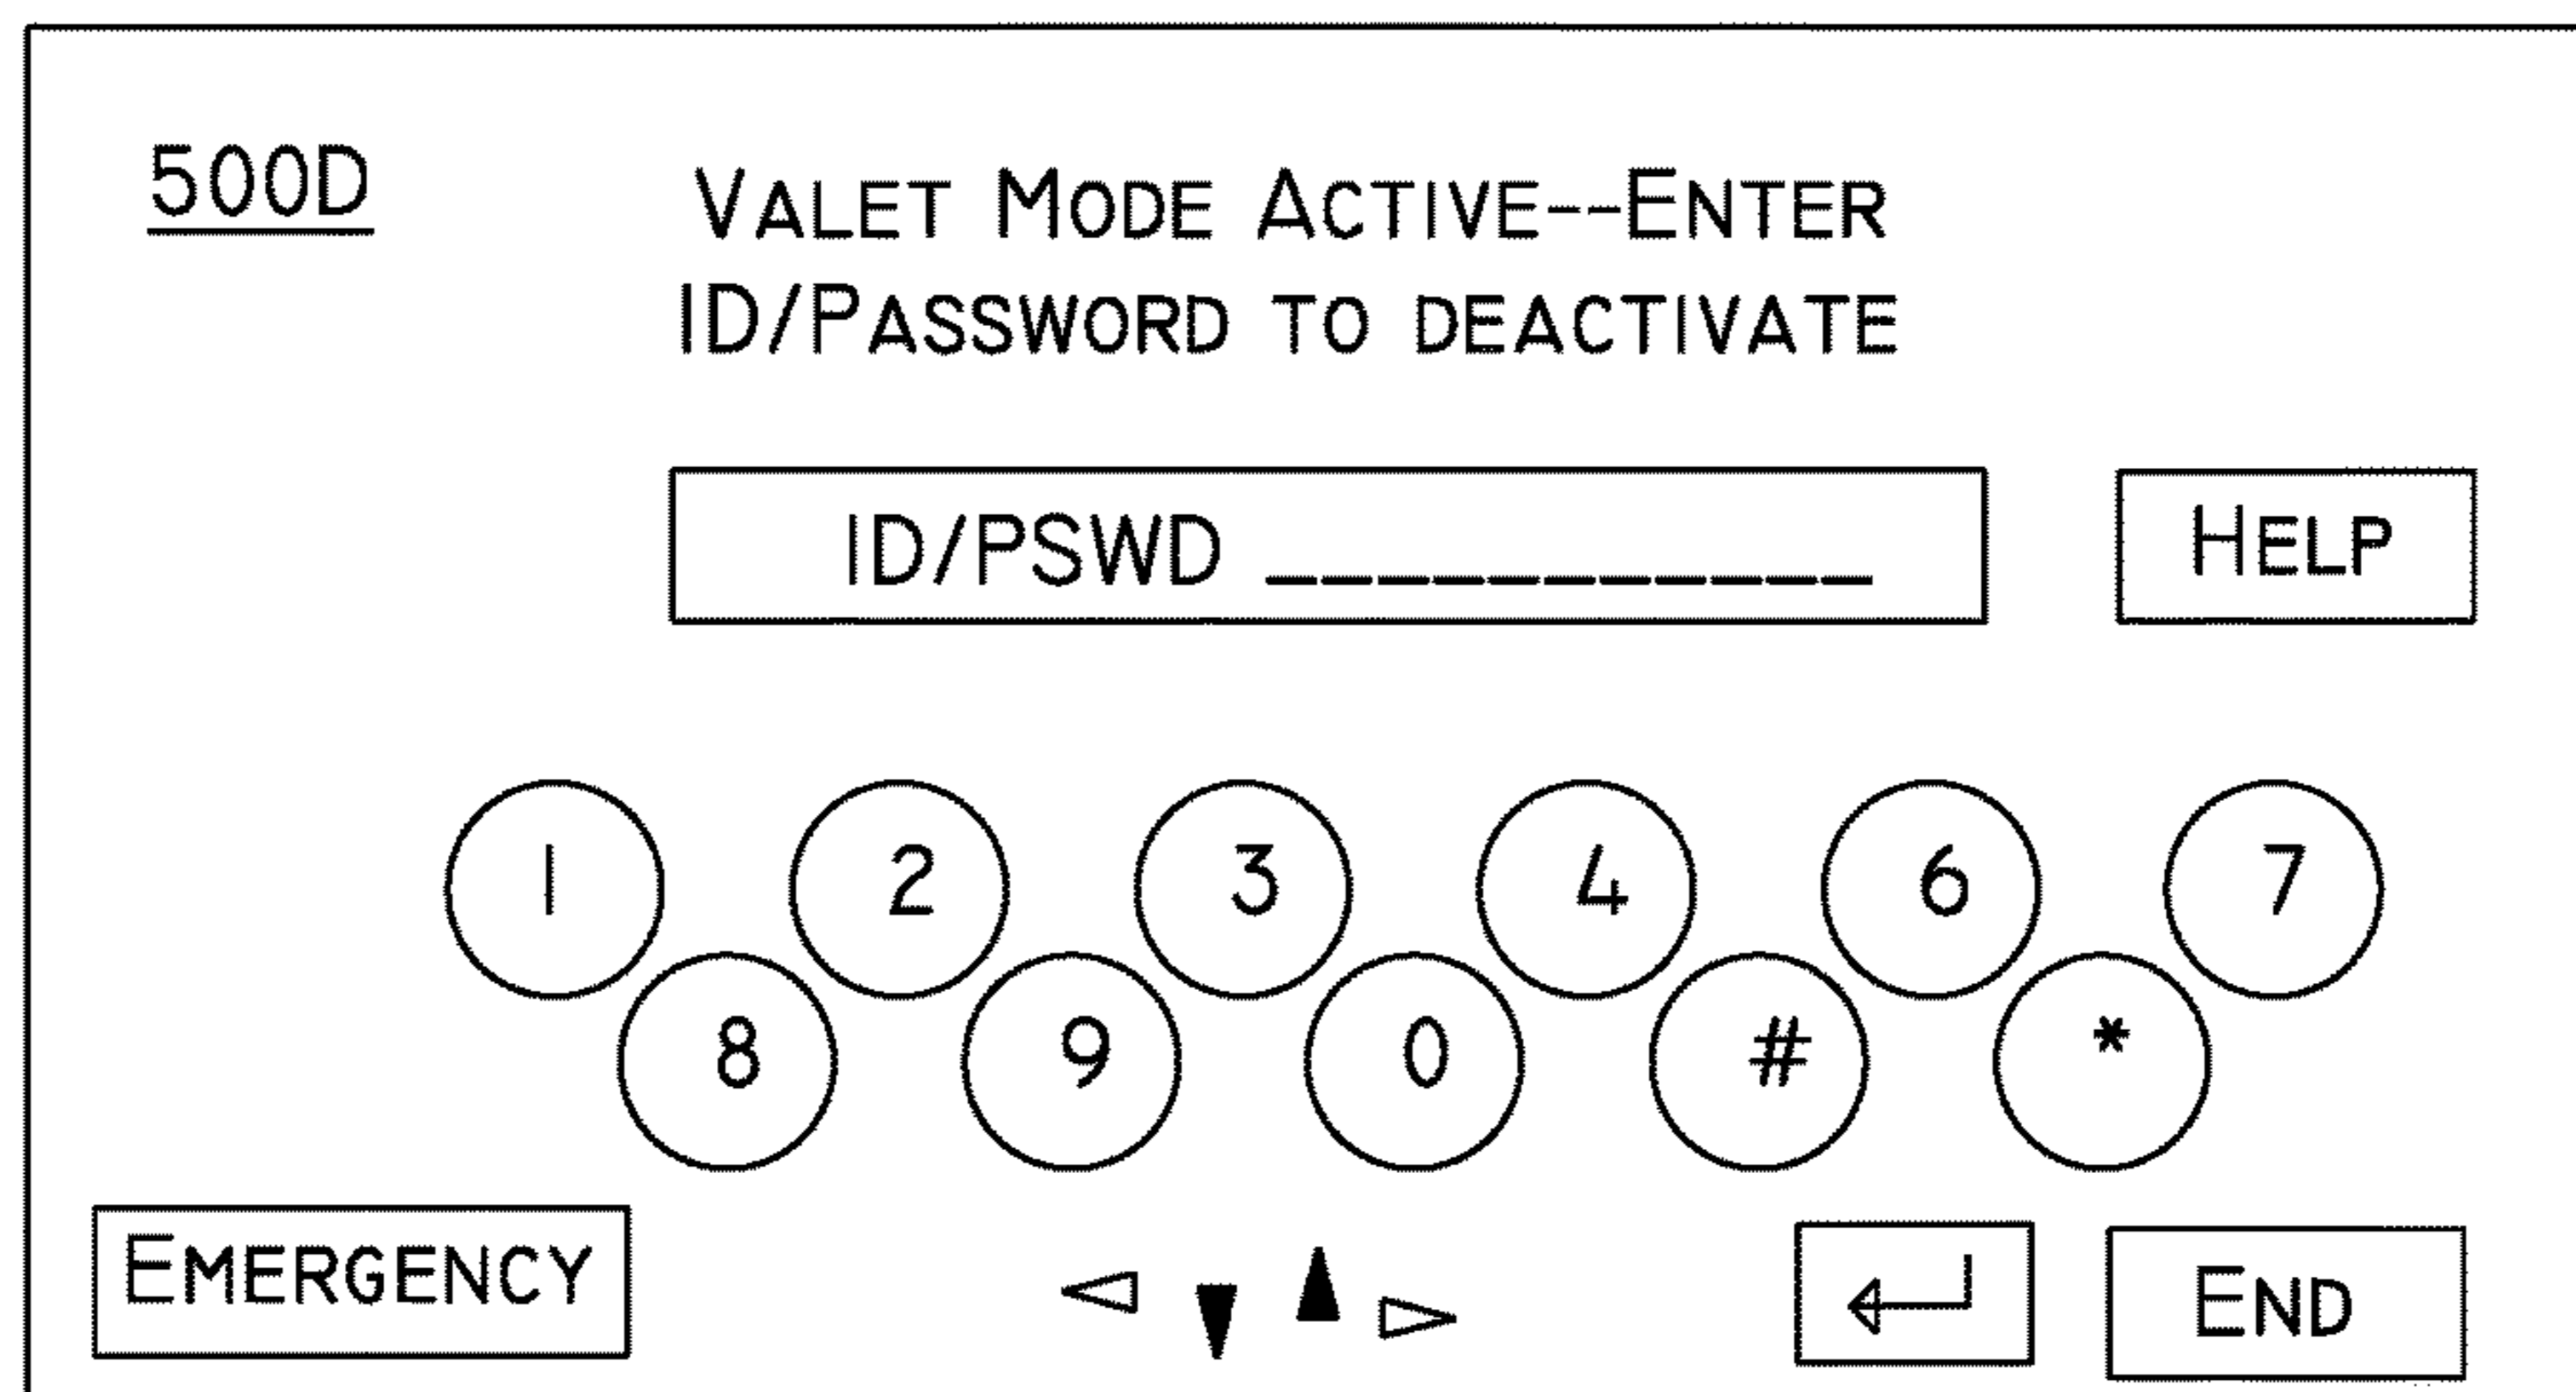 500D
VALET MODE ACTIVE--ENTER
ID/PASSWORD TO DEACTIVATE
ID/PSWD ___________
HELP
1 2 3 4 6 7
8 9 0 # *
EMERGENCY
END